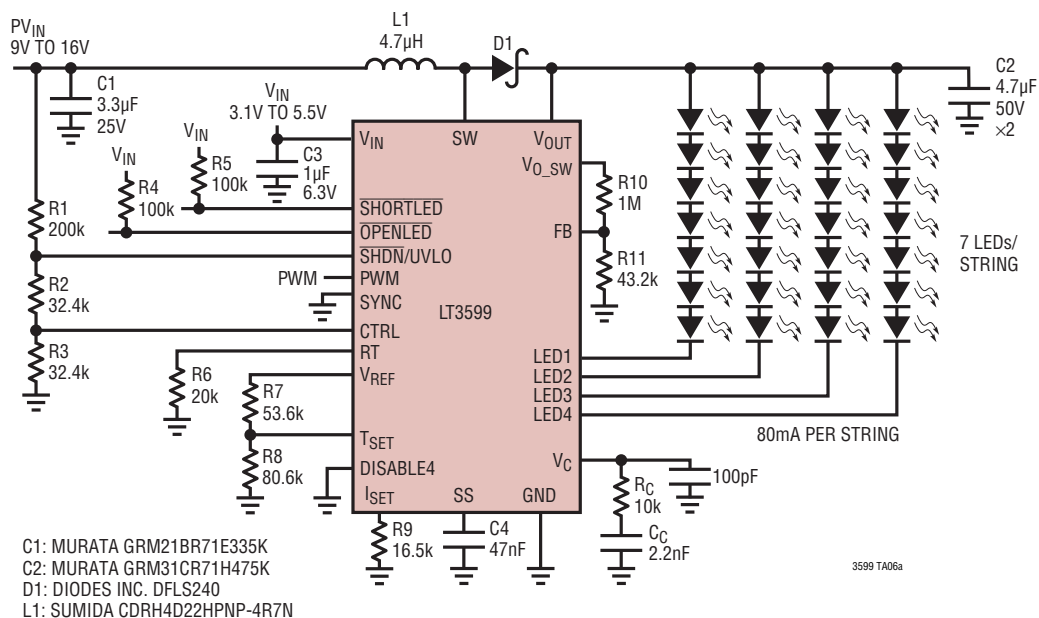 PVIN
9V TO 16V
C1
3.3µF
25V
L1
4.7µH
D1
C2
4.7µF
50V
×2
VIN
3.1V TO 5.5V
C3
1µF
6.3V
VIN
R5
100k
VIN
R4
100k
R1
200k
R2
32.4k
R3
32.4k
PWM
R6
20k
R7
53.6k
R8
80.6k
VIN
SW
VOUT
VO_SW
SHORTLED
OPENLED
SHDN/UVLO
PWM
SYNC
LT3599
CTRL
RT
VREF
TSET
DISABLE4
ISET
SS
GND
FB
LED1
LED2
LED3
LED4
VC
R10
1M
R11
43.2k
7 LEDs/
STRING
80mA PER STRING
100pF
RC
10k
CC
2.2nF
R9
16.5k
C4
47nF
3599 TA06a
C1: MURATA GRM21BR71E335K
C2: MURATA GRM31CR71H475K
D1: DIODES INC. DFLS240
L1: SUMIDA CDRH4D22HPNP-4R7N